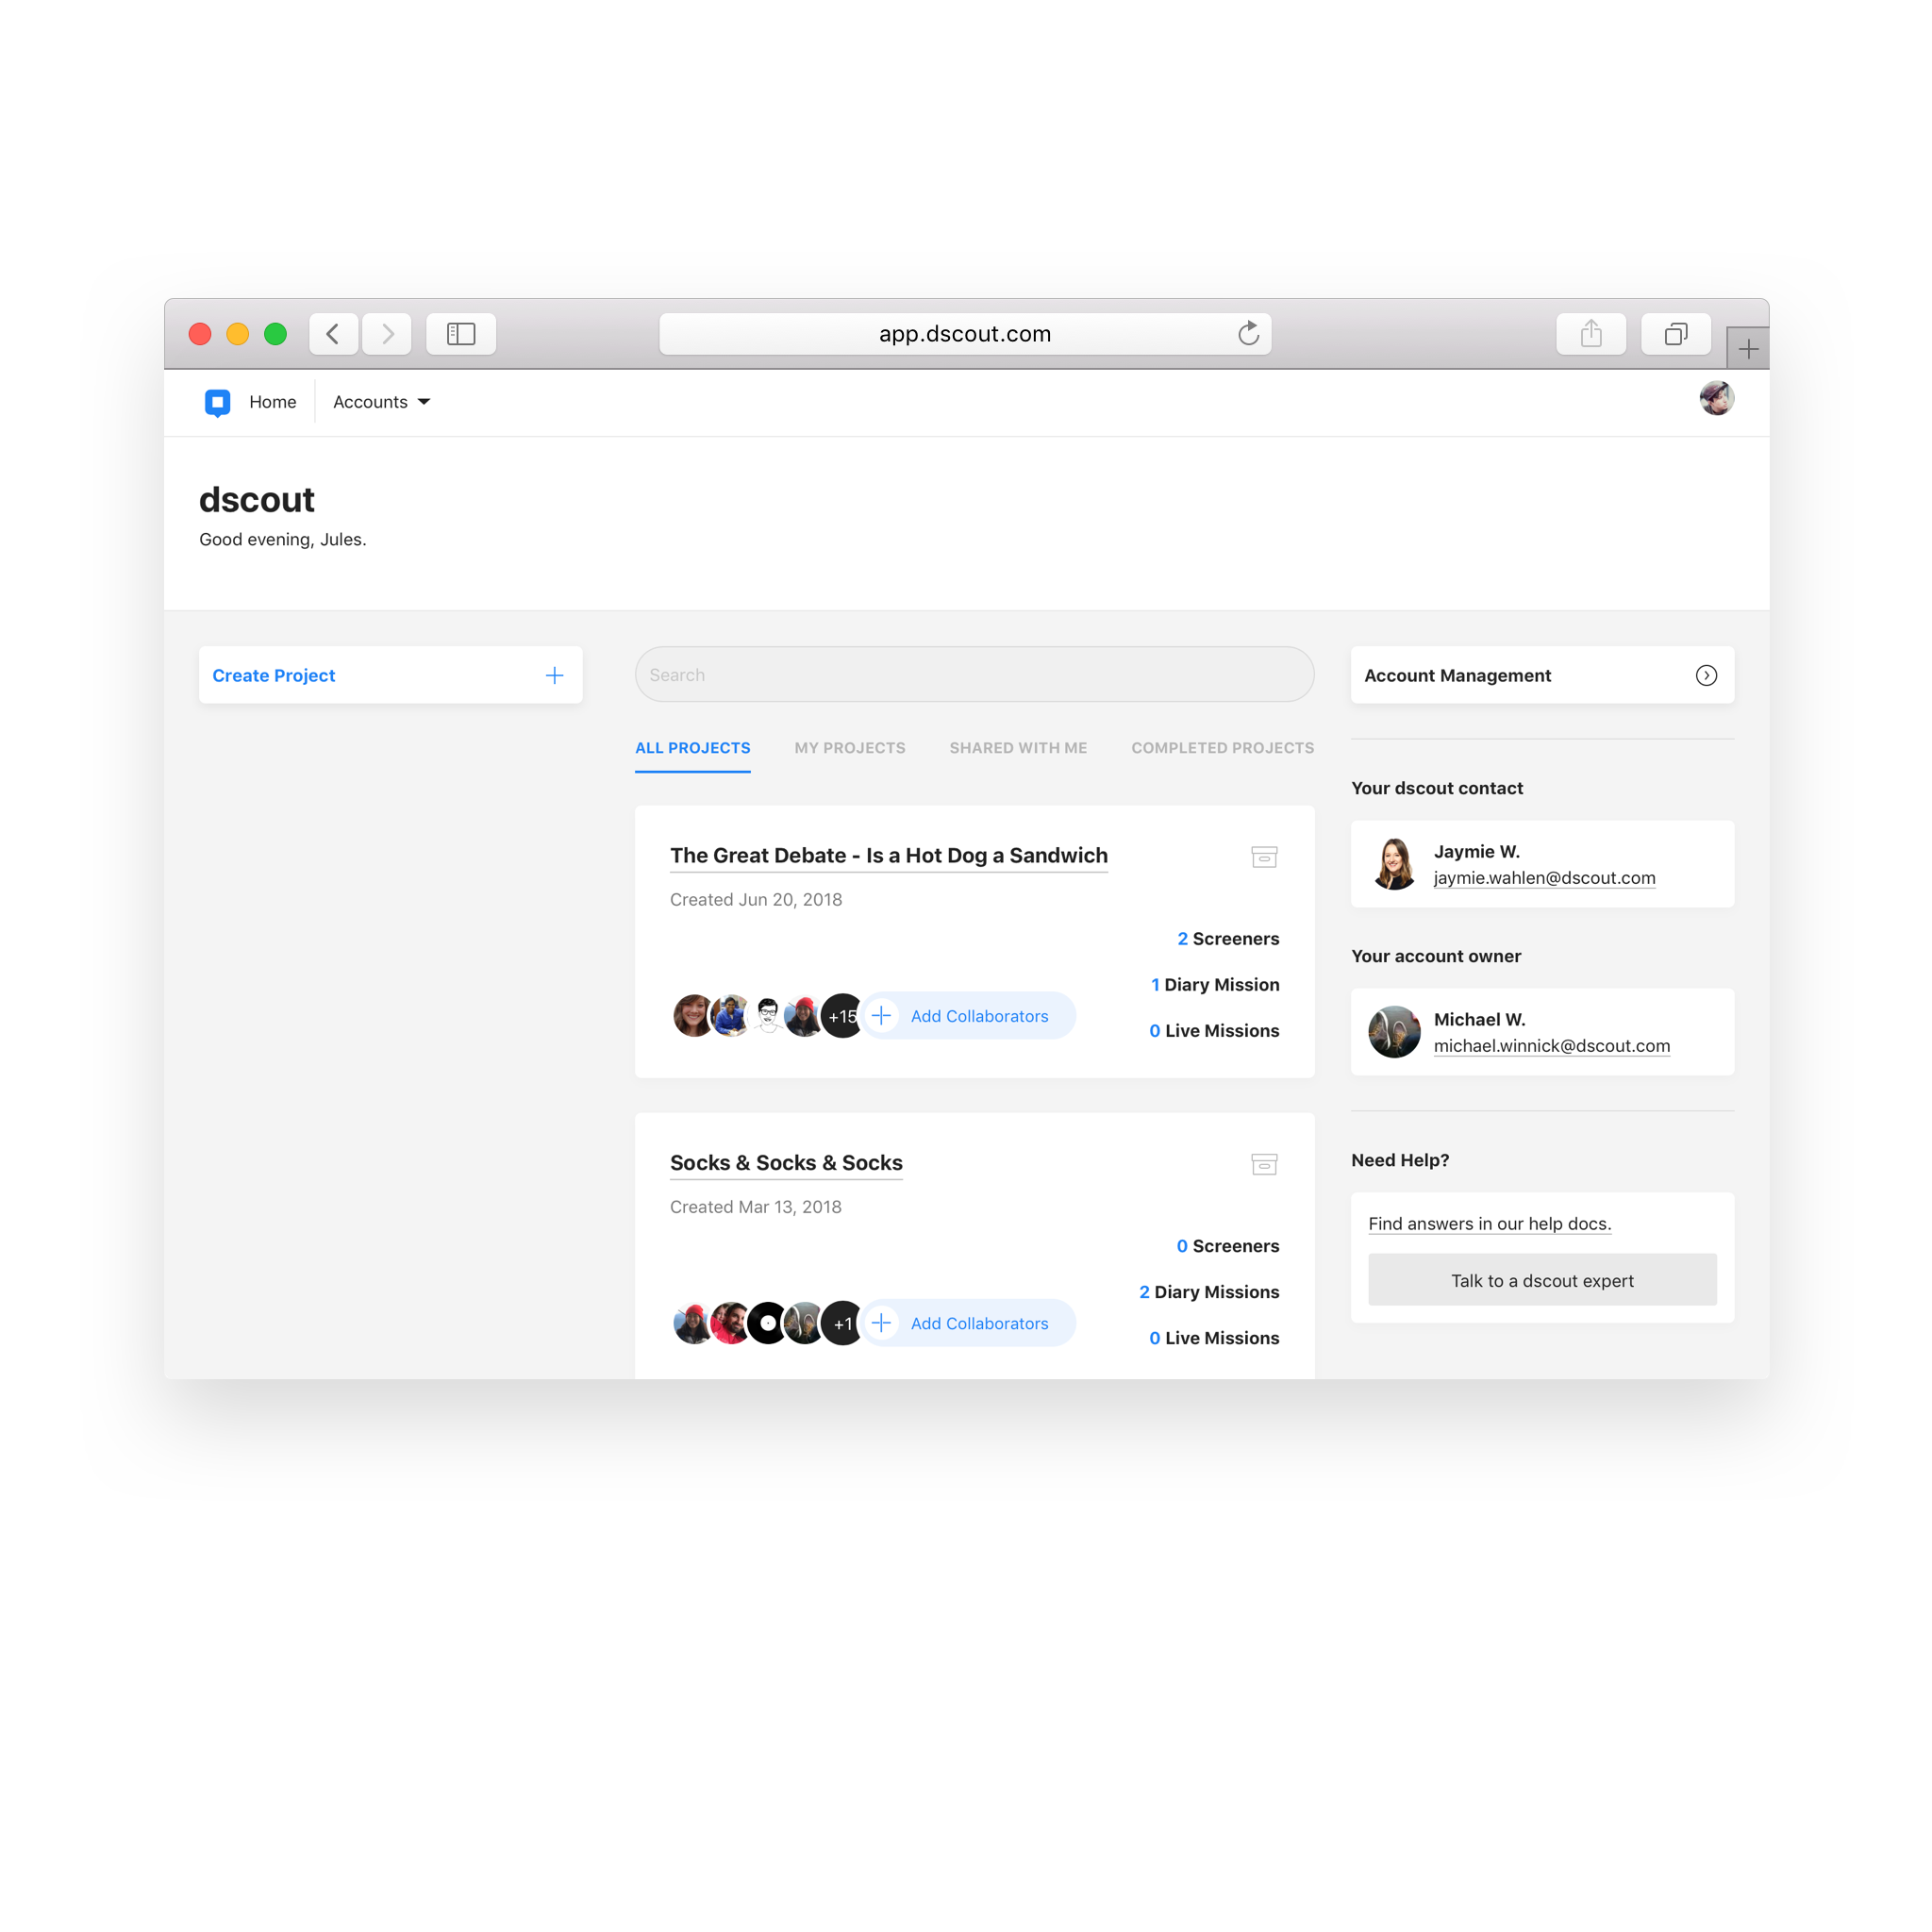 app.dscout.com
Home
Accounts
dscout
Good evening, Jules.
Create Project
Search
Account Management
ALL PROJECTS
MY PROJECTS
SHARED WITH ME
COMPLETED PROJECTS
The Great Debate - Is a Hot Dog a Sandwich
Created Jun 20, 2018
2 Screeners
1 Diary Mission
0 Live Missions
+15
Add Collaborators
Socks & Socks & Socks
Created Mar 13, 2018
0 Screeners
2 Diary Missions
0 Live Missions
+1
Add Collaborators
Your dscout contact
Jaymie W.
jaymie.wahlen@dscout.com
Your account owner
Michael W.
michael.winnick@dscout.com
Need Help?
Find answers in our help docs.
Talk to a dscout expert